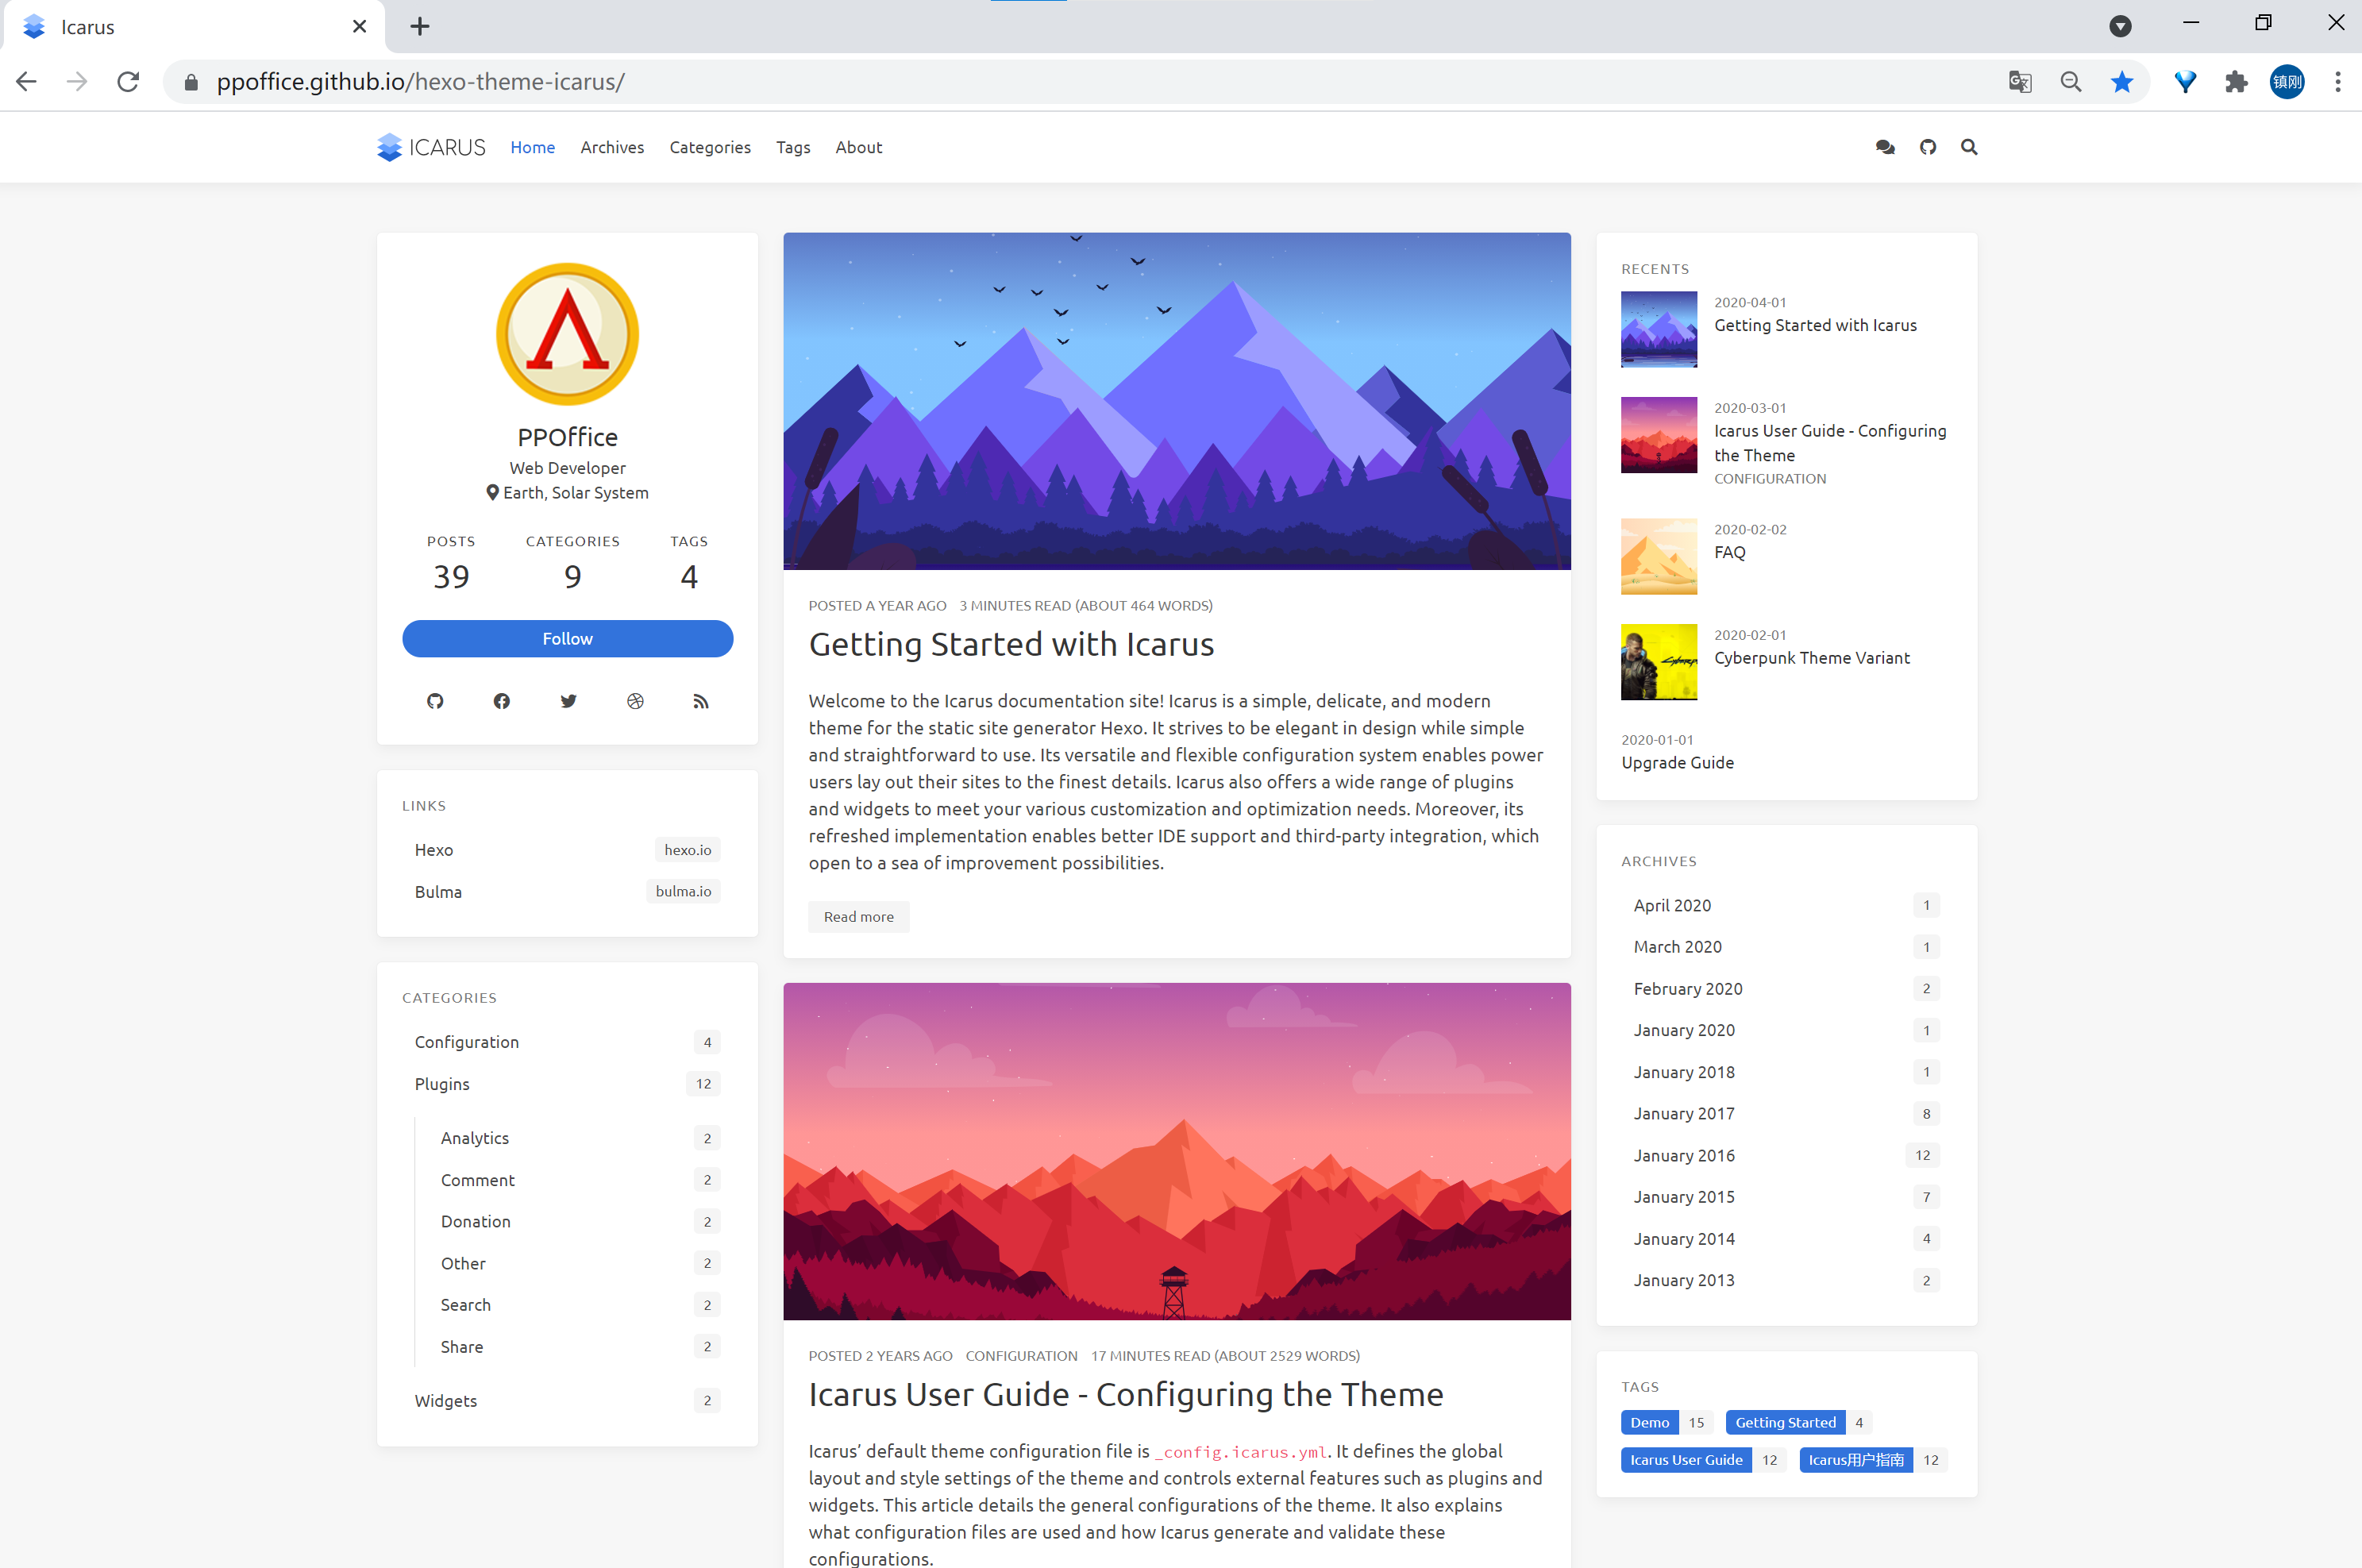 Icarus
ppoffice.github.io/hexo-theme-icarus/
镇刚
ICARUS
Home
Archives
Categories
Tags
About
PPOffice
Web Developer
Earth, Solar System
POSTS
39
CATEGORIES
9
TAGS
4
Follow
LINKS
Hexo hexo.io
Bulma bulma.io
CATEGORIES
Configuration 4
Plugins 12
Analytics 2
Comment 2
Donation 2
Other 2
Search 2
Share 2
Widgets 2
POSTED A YEAR AGO 3 MINUTES READ (ABOUT 464 WORDS)
Getting Started with Icarus
Welcome to the Icarus documentation site! Icarus is a simple, delicate, and modern
theme for the static site generator Hexo. It strives to be elegant in design while simple
and straightforward to use. Its versatile and flexible configuration system enables power
users lay out their sites to the finest details. Icarus also offers a wide range of plugins
and widgets to meet your various customization and optimization needs. Moreover, its
refreshed implementation enables better IDE support and third-party integration, which
open to a sea of improvement possibilities.
Read more
POSTED 2 YEARS AGO CONFIGURATION 17 MINUTES READ (ABOUT 2529 WORDS)
Icarus User Guide - Configuring the Theme
Icarus’ default theme configuration file is _config.icarus.yml. It defines the global
layout and style settings of the theme and controls external features such as plugins and
widgets. This article details the general configurations of the theme. It also explains
what configuration files are used and how Icarus generate and validate these
configurations.
RECENTS
2020-04-01
Getting Started with Icarus
2020-03-01
Icarus User Guide - Configuring
the Theme
CONFIGURATION
2020-02-02
FAQ
2020-02-01
Cyberpunk Theme Variant
2020-01-01
Upgrade Guide
ARCHIVES
April 2020 1
March 2020 1
February 2020 2
January 2020 1
January 2018 1
January 2017 8
January 2016 12
January 2015 7
January 2014 4
January 2013 2
TAGS
Demo 15 Getting Started 4
Icarus User Guide 12 Icarus用户指南 12